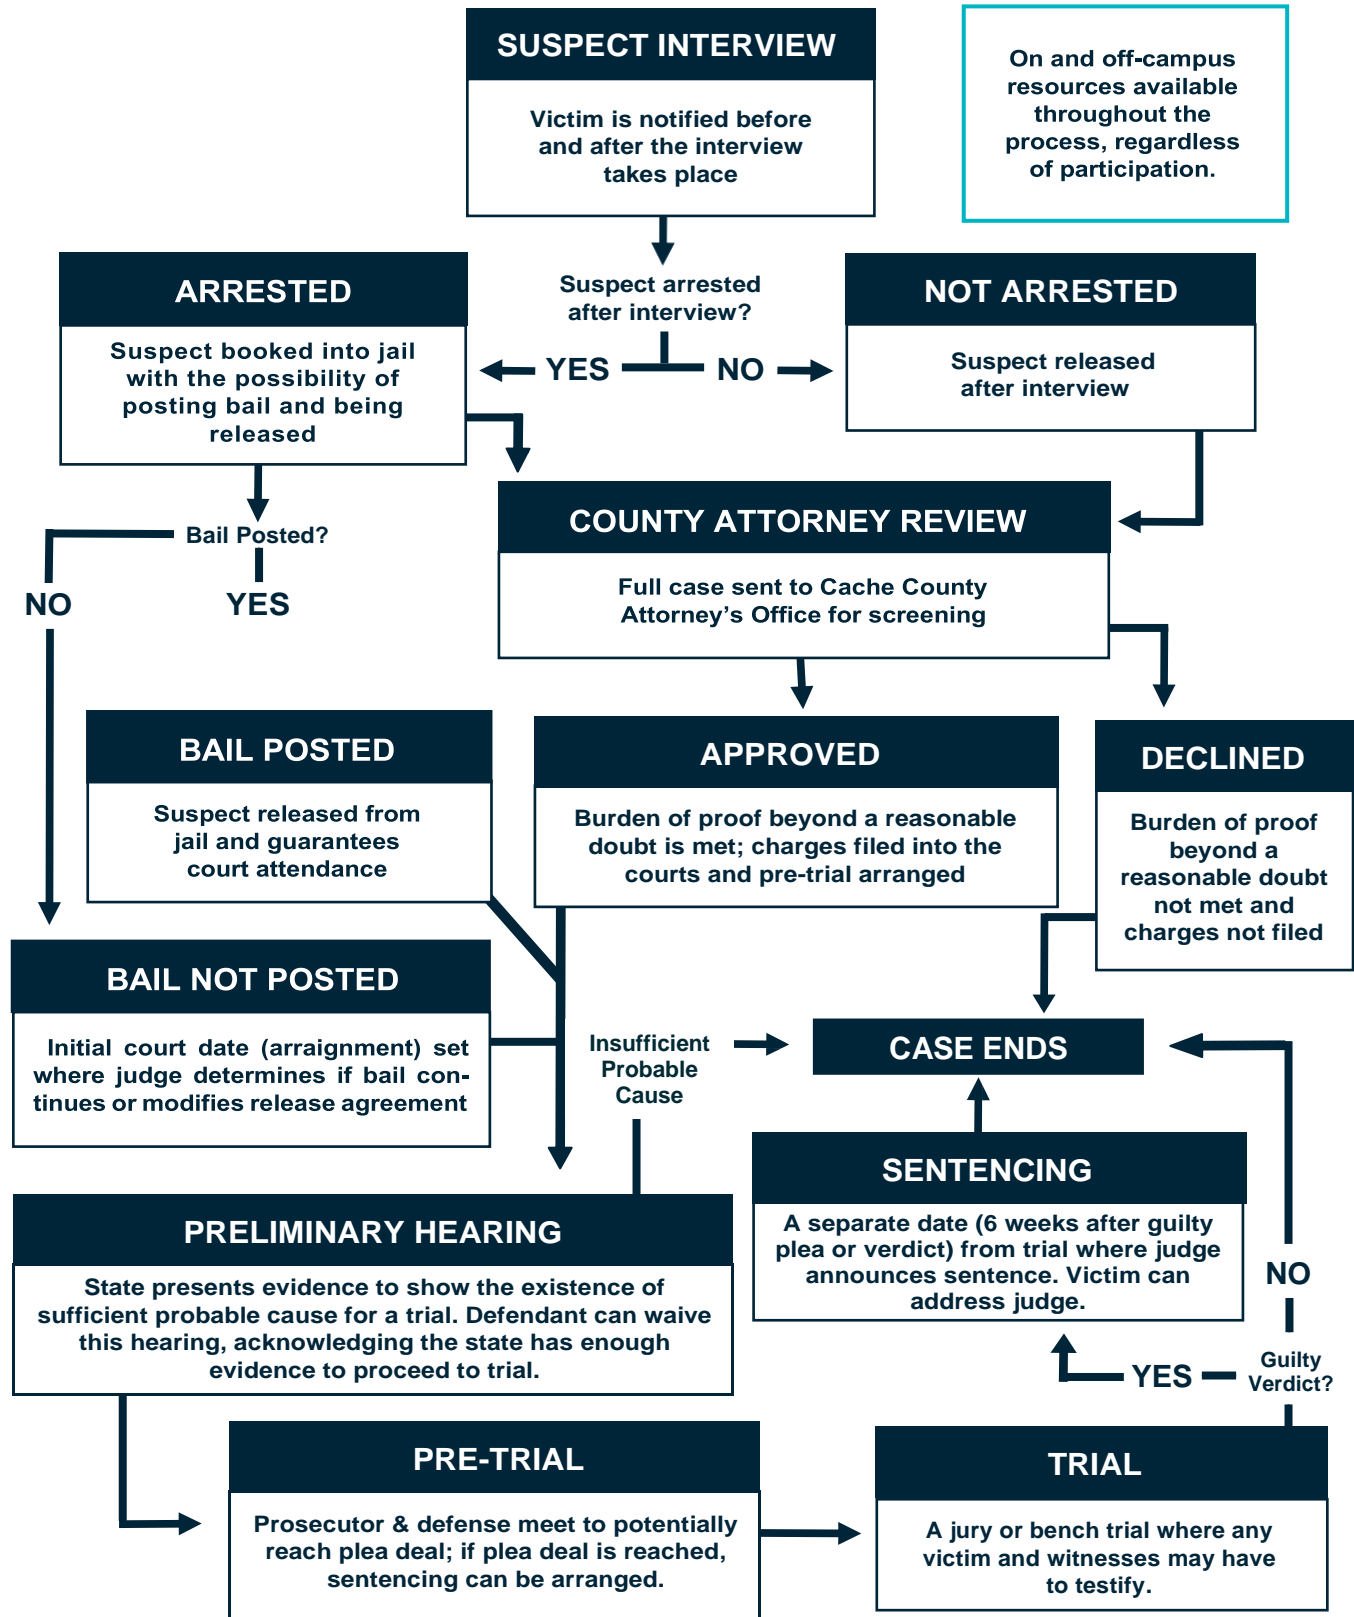 SUSPECT INTERVIEW
Victim is notified before
and after the interview
takes place
On and off-campus
resources available
throughout the
process, regardless
of participation.
Suspect arrested
after interview?
YES
NO
ARRESTED
Suspect booked into jail
with the possibility of
posting bail and being
released
NOT ARRESTED
Suspect released
after interview
Bail Posted?
NO
YES
COUNTY ATTORNEY REVIEW
Full case sent to Cache County
Attorney’s Office for screening
BAIL POSTED
Suspect released from
jail and guarantees
court attendance
APPROVED
Burden of proof beyond a reasonable
doubt is met; charges filed into the
courts and pre-trial arranged
DECLINED
Burden of proof
beyond a
reasonable doubt
not met and
charges not filed
BAIL NOT POSTED
Initial court date (arraignment) set
where judge determines if bail con-
tinues or modifies release agreement
Insufficient
Probable
Cause
CASE ENDS
SENTENCING
A separate date (6 weeks after guilty
plea or verdict) from trial where judge
announces sentence. Victim can
address judge.
NO
YES
Guilty
Verdict?
PRELIMINARY HEARING
State presents evidence to show the existence of
sufficient probable cause for a trial. Defendant can waive
this hearing, acknowledging the state has enough
evidence to proceed to trial.
PRE-TRIAL
Prosecutor & defense meet to potentially
reach plea deal; if plea deal is reached,
sentencing can be arranged.
TRIAL
A jury or bench trial where any
victim and witnesses may have
to testify.